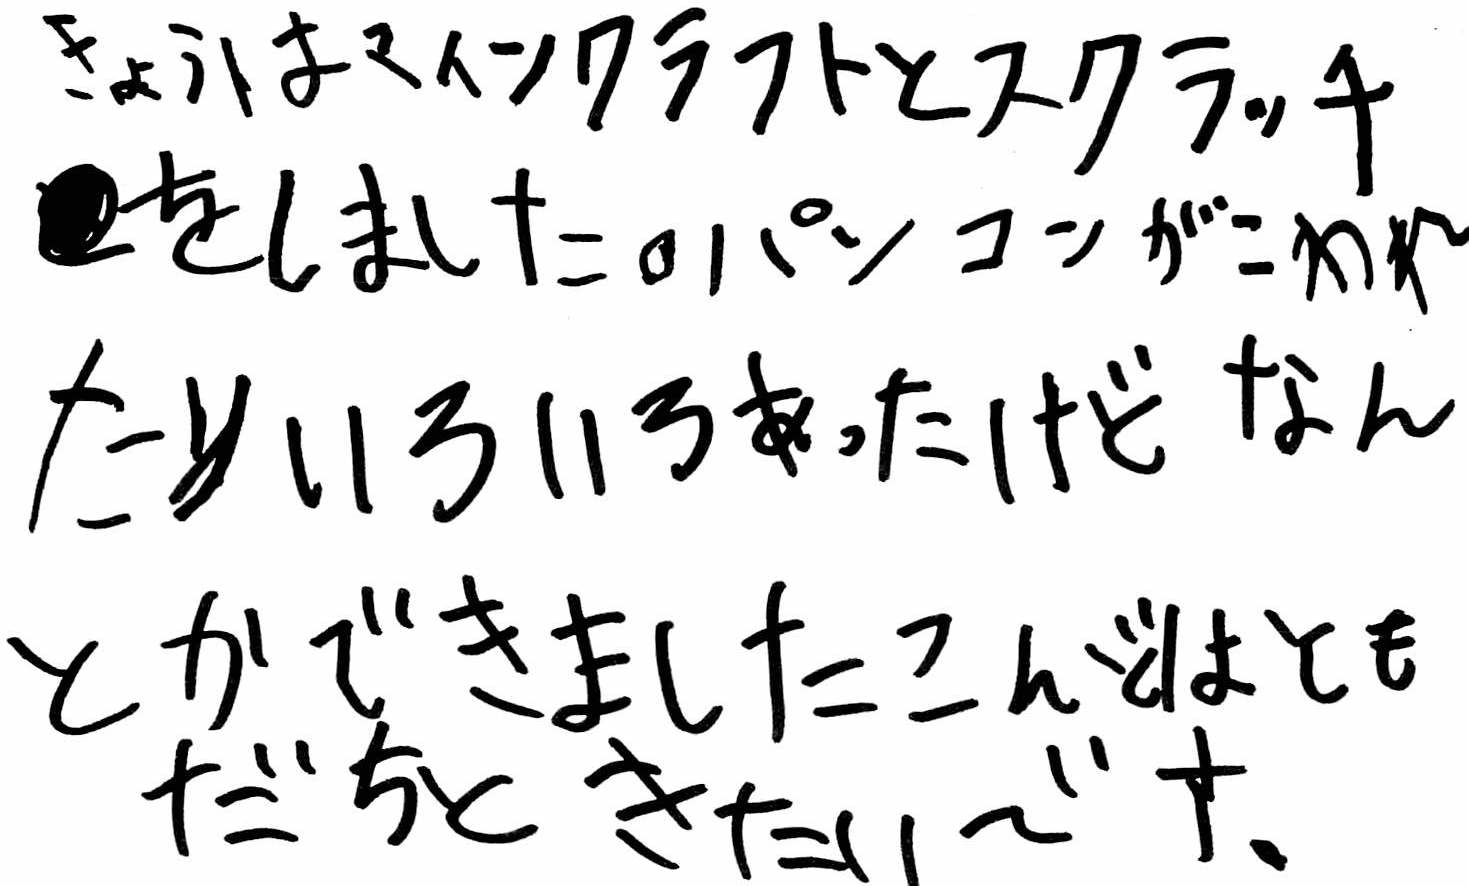 きょうはマインクラフトとスクラッチ
をしました。パソコンがこわれ
たりいろいろあったけどなん
とかできましたこんどはとも
だちときたいです、